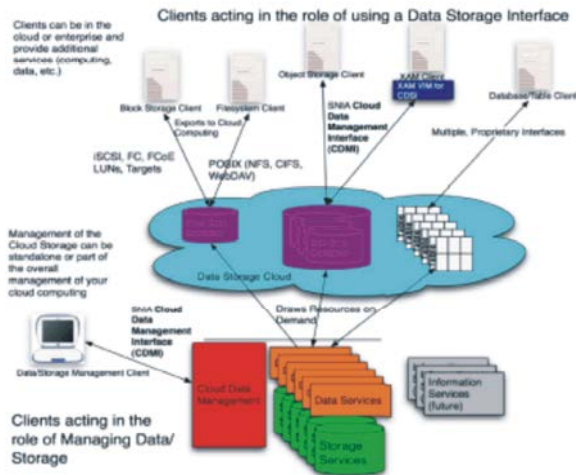 Clients can be in the
cloud or enterprise and
provide additional
services (computing,
data, etc.)
Clients acting in the role of using a Data Storage Interface
Block Storage Client
Filesystem Client
Object Storage Client
XAM Client
XAM VIM for
CDSI
Database/Table Client
Exports to Cloud
Computing
SNIA Cloud
Data
Management
Interface
(CDMI)
Multiple, Proprietary Interfaces
iSCSI, FC, FCoE
LUNs, Targets
POSIX (NFS, CIFS,
WebDAV)
Management of the
Cloud Storage can be
standalone or part of the
overall
management of your
cloud computing
Data Storage Cloud
SNIA Cloud
Data
Management
Interface
(CDMI)
Draws Resources on
Demand
Data/Storage Management Client
Cloud Data
Management
Data Services
Storage
Services
Information
Services
(future)
Clients acting in the
role of Managing Data/
Storage